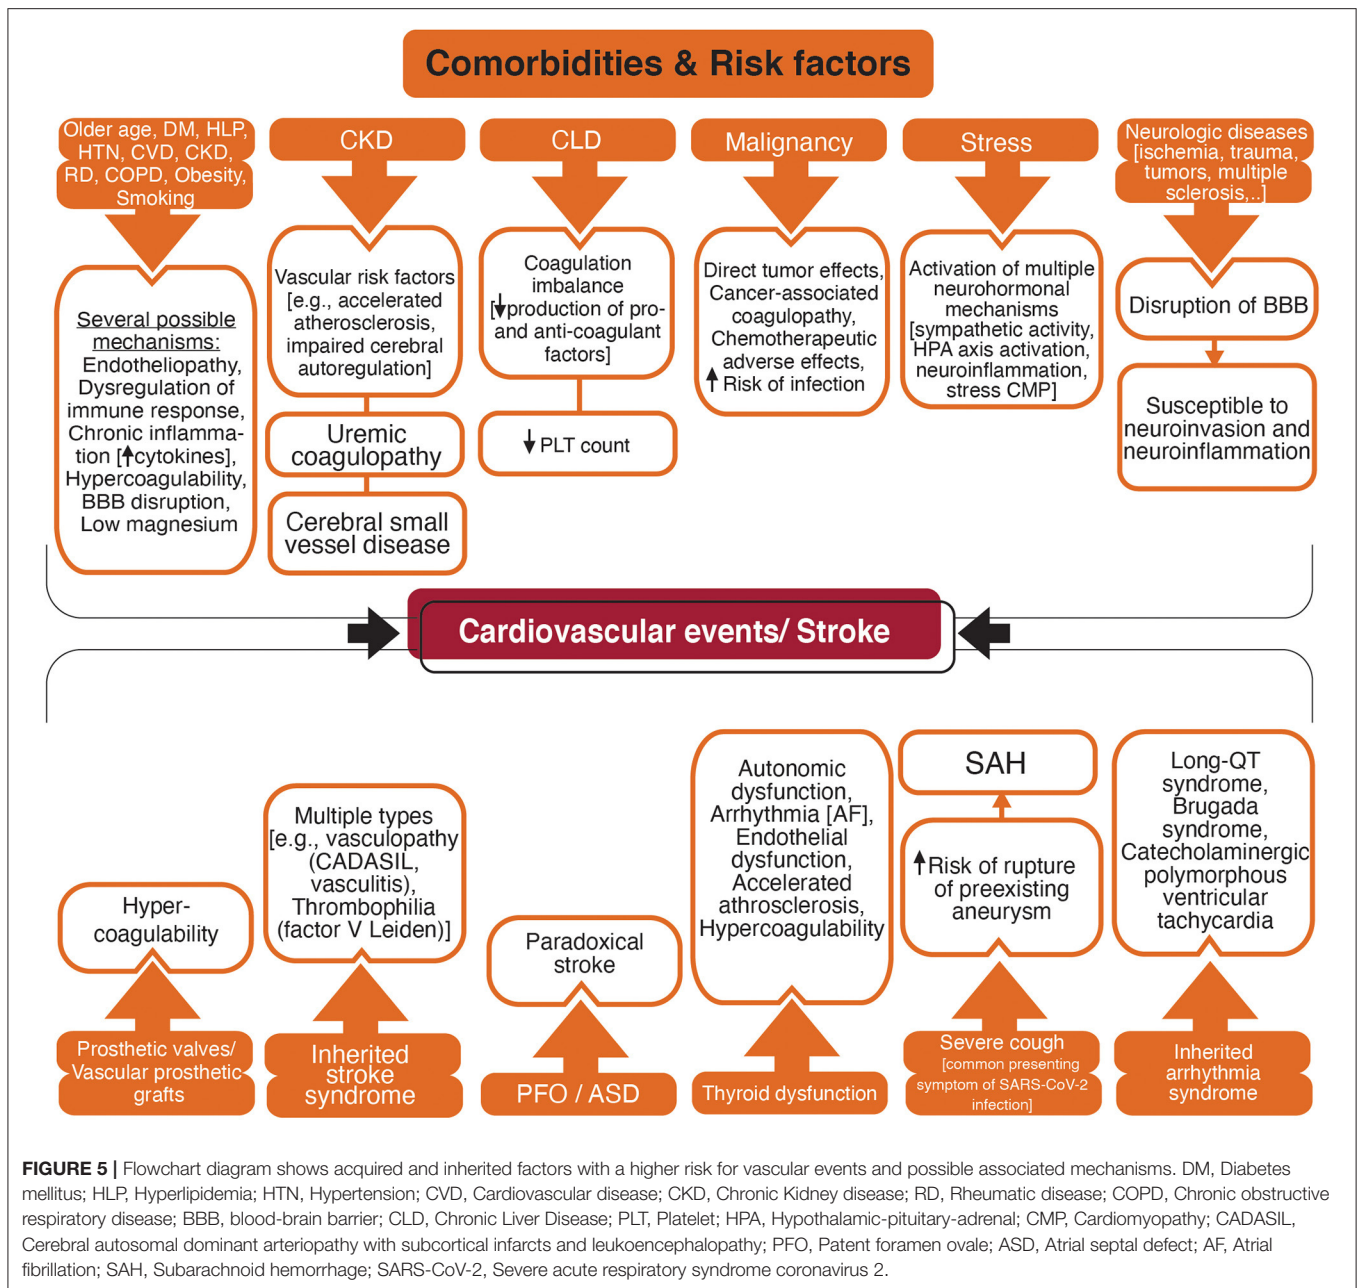 Comorbidities & Risk factors
Older age, DM, HLP,
HTN, CVD, CKD,
RD, COPD, Obesity,
Smoking
Several possible
mechanisms:
Endotheliopathy,
Dysregulation of
immune response,
Chronic inflamma-
tion [↑cytokines],
Hypercoagulability,
BBB disruption,
Low magnesium
CKD
Vascular risk factors
[e.g., accelerated
atherosclerosis,
impaired cerebral
autoregulation]
Uremic
coagulopathy
Cerebral small
vessel disease
CLD
Coagulation
imbalance
[↓production of pro-
and anti-coagulant
factors]
↓ PLT count
Malignancy
Direct tumor effects,
Cancer-associated
coagulopathy,
Chemotherapeutic
adverse effects,
↑ Risk of infection
Stress
Activation of multiple
neurohormonal
mechanisms
[sympathetic activity,
HPA axis activation,
neuroinflammation,
stress CMP]
Neurologic diseases
[ischemia, trauma,
tumors, multiple
sclerosis,..]
Disruption of BBB
Susceptible to
neuroinvasion and
neuroinflammation
Cardiovascular events/ Stroke
Hyper-
coagulability
Prosthetic valves/
Vascular prosthetic
grafts
Multiple types
[e.g., vasculopathy
(CADASIL,
vasculitis),
Thrombophilia
(factor V Leiden)]
Inherited
stroke
syndrome
Paradoxical
stroke
PFO / ASD
Autonomic
dysfunction,
Arrhythmia [AF],
Endothelial
dysfunction,
Accelerated
athrosclerosis,
Hypercoagulability
Thyroid dysfunction
SAH
↑Risk of rupture
of preexisting
aneurysm
Severe cough
[common presenting
symptom of SARS-CoV-2
infection]
Long-QT
syndrome,
Brugada
syndrome,
Catecholaminergic
polymorphous
ventricular
tachycardia
Inherited
arrhythmia
syndrome
FIGURE 5 | Flowchart diagram shows acquired and inherited factors with a higher risk for vascular events and possible associated mechanisms. DM, Diabetes
mellitus; HLP, Hyperlipidemia; HTN, Hypertension; CVD, Cardiovascular disease; CKD, Chronic Kidney disease; RD, Rheumatic disease; COPD, Chronic obstructive
respiratory disease; BBB, blood-brain barrier; CLD, Chronic Liver Disease; PLT, Platelet; HPA, Hypothalamic-pituitary-adrenal; CMP, Cardiomyopathy; CADASIL,
Cerebral autosomal dominant arteriopathy with subcortical infarcts and leukoencephalopathy; PFO, Patent foramen ovale; ASD, Atrial septal defect; AF, Atrial
fibrillation; SAH, Subarachnoid hemorrhage; SARS-CoV-2, Severe acute respiratory syndrome coronavirus 2.